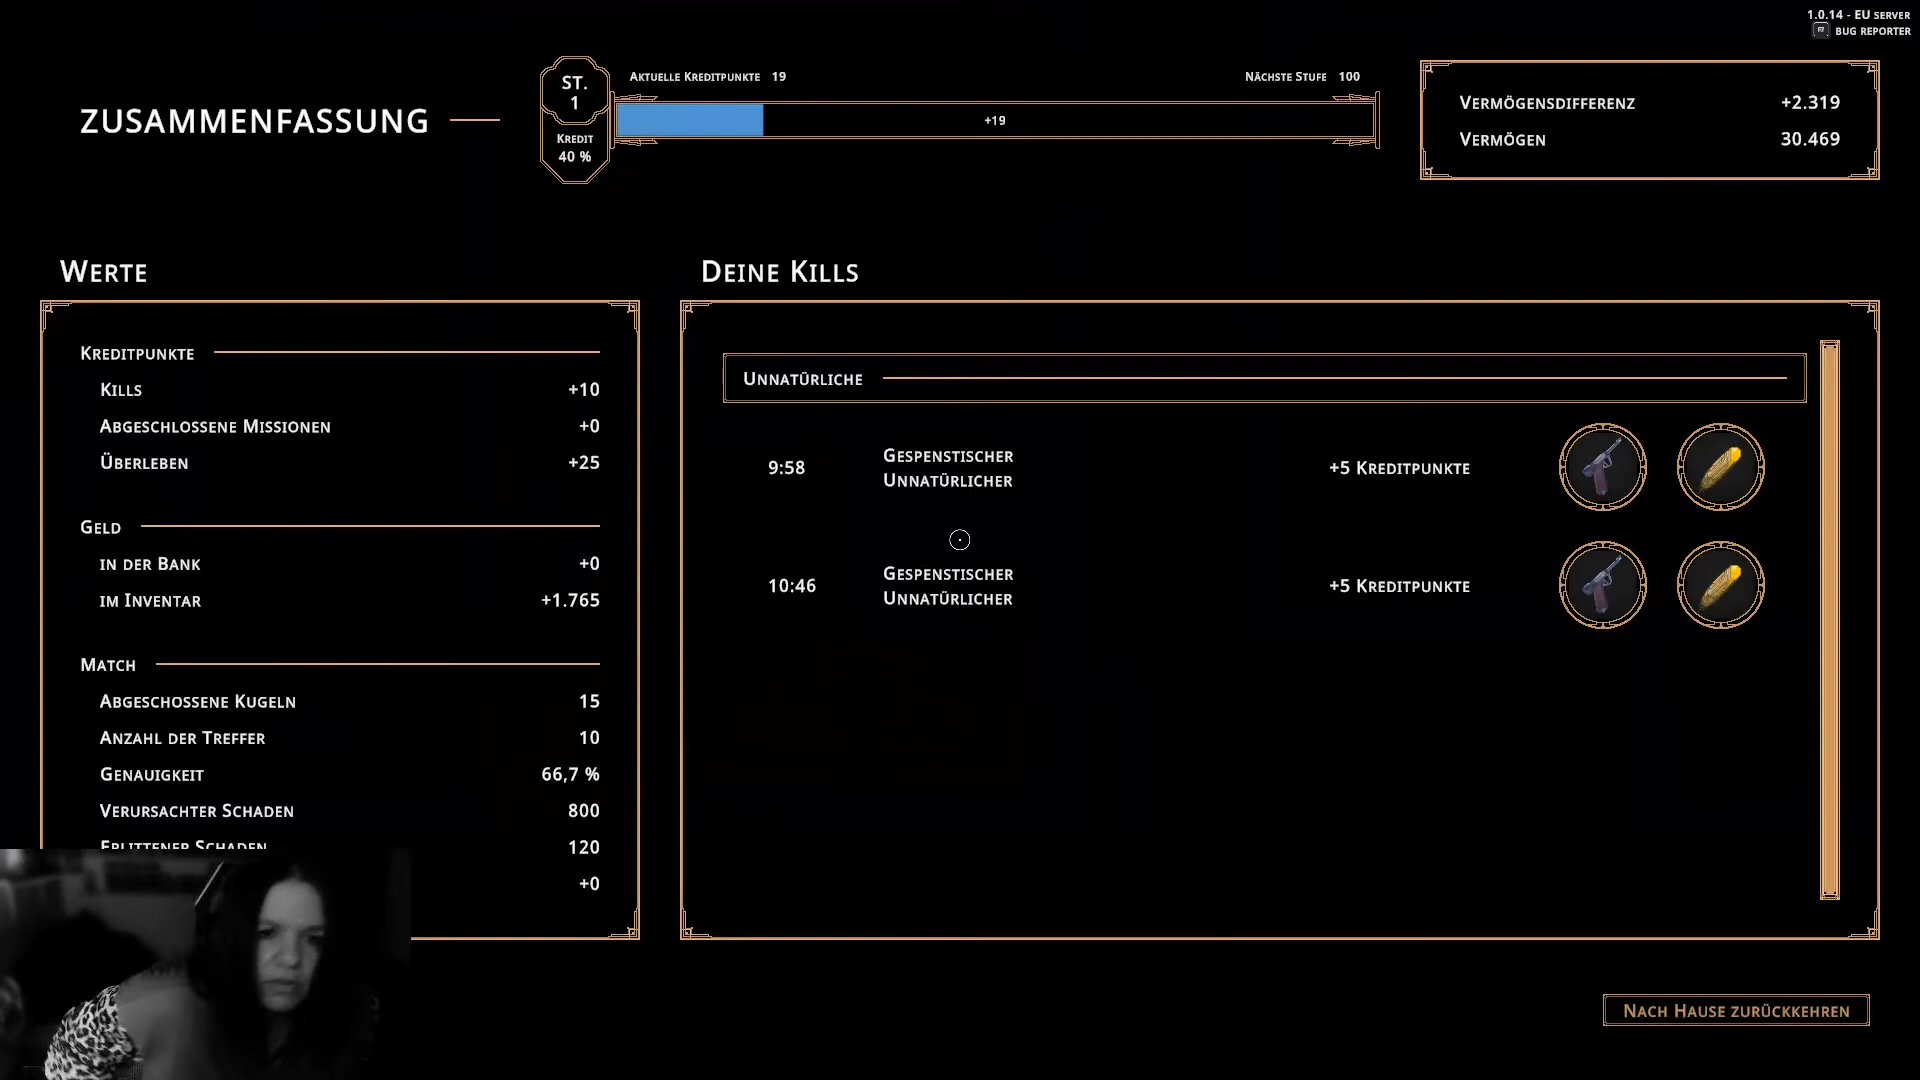 1.0.14 - EU SERVER
BUG REPORTER
ZUSAMMENFASSUNG
ST.
1
KREDIT
40 %
AKTUELLE KREDITPUNKTE 19
NÄCHSTE STUFE 100
+19
VERMÖGENSDIFFERENZ +2.319
VERMÖGEN 30.469
WERTE
KREDITPUNKTE
KILLS +10
ABGESCHLOSSENE MISSIONEN +0
ÜBERLEBEN +25
GELD
IN DER BANK +0
IM INVENTAR +1.765
MATCH
ABGESCHOSSENE KUGELN 15
ANZAHL DER TREFFER 10
GENAUIGKEIT 66,7 %
VERURSACHTER SCHADEN 800
ERLITTENER SCHADEN 120
+0
DEINE KILLS
UNNATÜRLICHE
9:58 GESPENSTISCHER UNNATÜRLICHER +5 KREDITPUNKTE
10:46 GESPENSTISCHER UNNATÜRLICHER +5 KREDITPUNKTE
NACH HAUSE ZURÜCKKEHREN